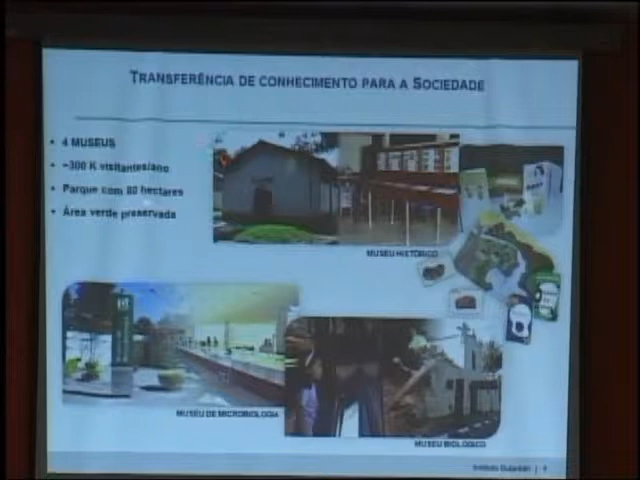 TRANSFERÊNCIA DE CONHECIMENTO PARA A SOCIEDADE
• 4 MUSEUS
• ~300 K visitantes/ano
• Parque com 80 hectares
• Área verde preservada
MUSEU HISTÓRICO
MUSEU DE MICROBIOLOGIA
MUSEU BIOLÓGICO
Instituto Butantan |